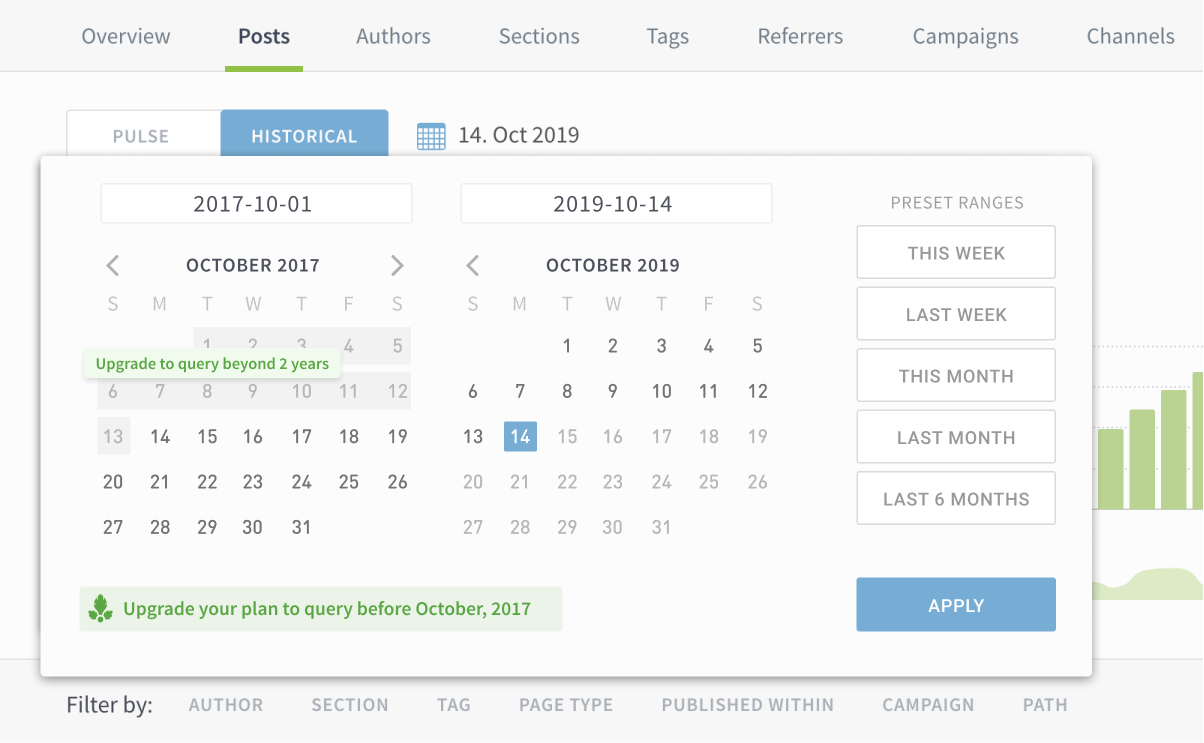 Overview Posts Authors Sections Tags Referrers Campaigns Channels
PULSE HISTORICAL 14. Oct 2019
2017-10-01 2019-10-14 PRESET RANGES
OCTOBER 2017 OCTOBER 2019 THIS WEEK
S M T W T F S S M T W T F S
LAST WEEK
1 2 3 4 5 1 2 3 4 5
Upgrade to query beyond 2 years
THIS MONTH
6 7 8 9 10 11 12 6 7 8 9 10 11 12
13 14 15 16 17 18 19 13 14 15 16 17 18 19 LAST MONTH
20 21 22 23 24 25 26 20 21 22 23 24 25 26
LAST 6 MONTHS
27 28 29 30 31 27 28 29 30 31
Upgrade your plan to query before October, 2017 APPLY
Filter by: AUTHOR SECTION TAG PAGE TYPE PUBLISHED WITHIN CAMPAIGN PATH